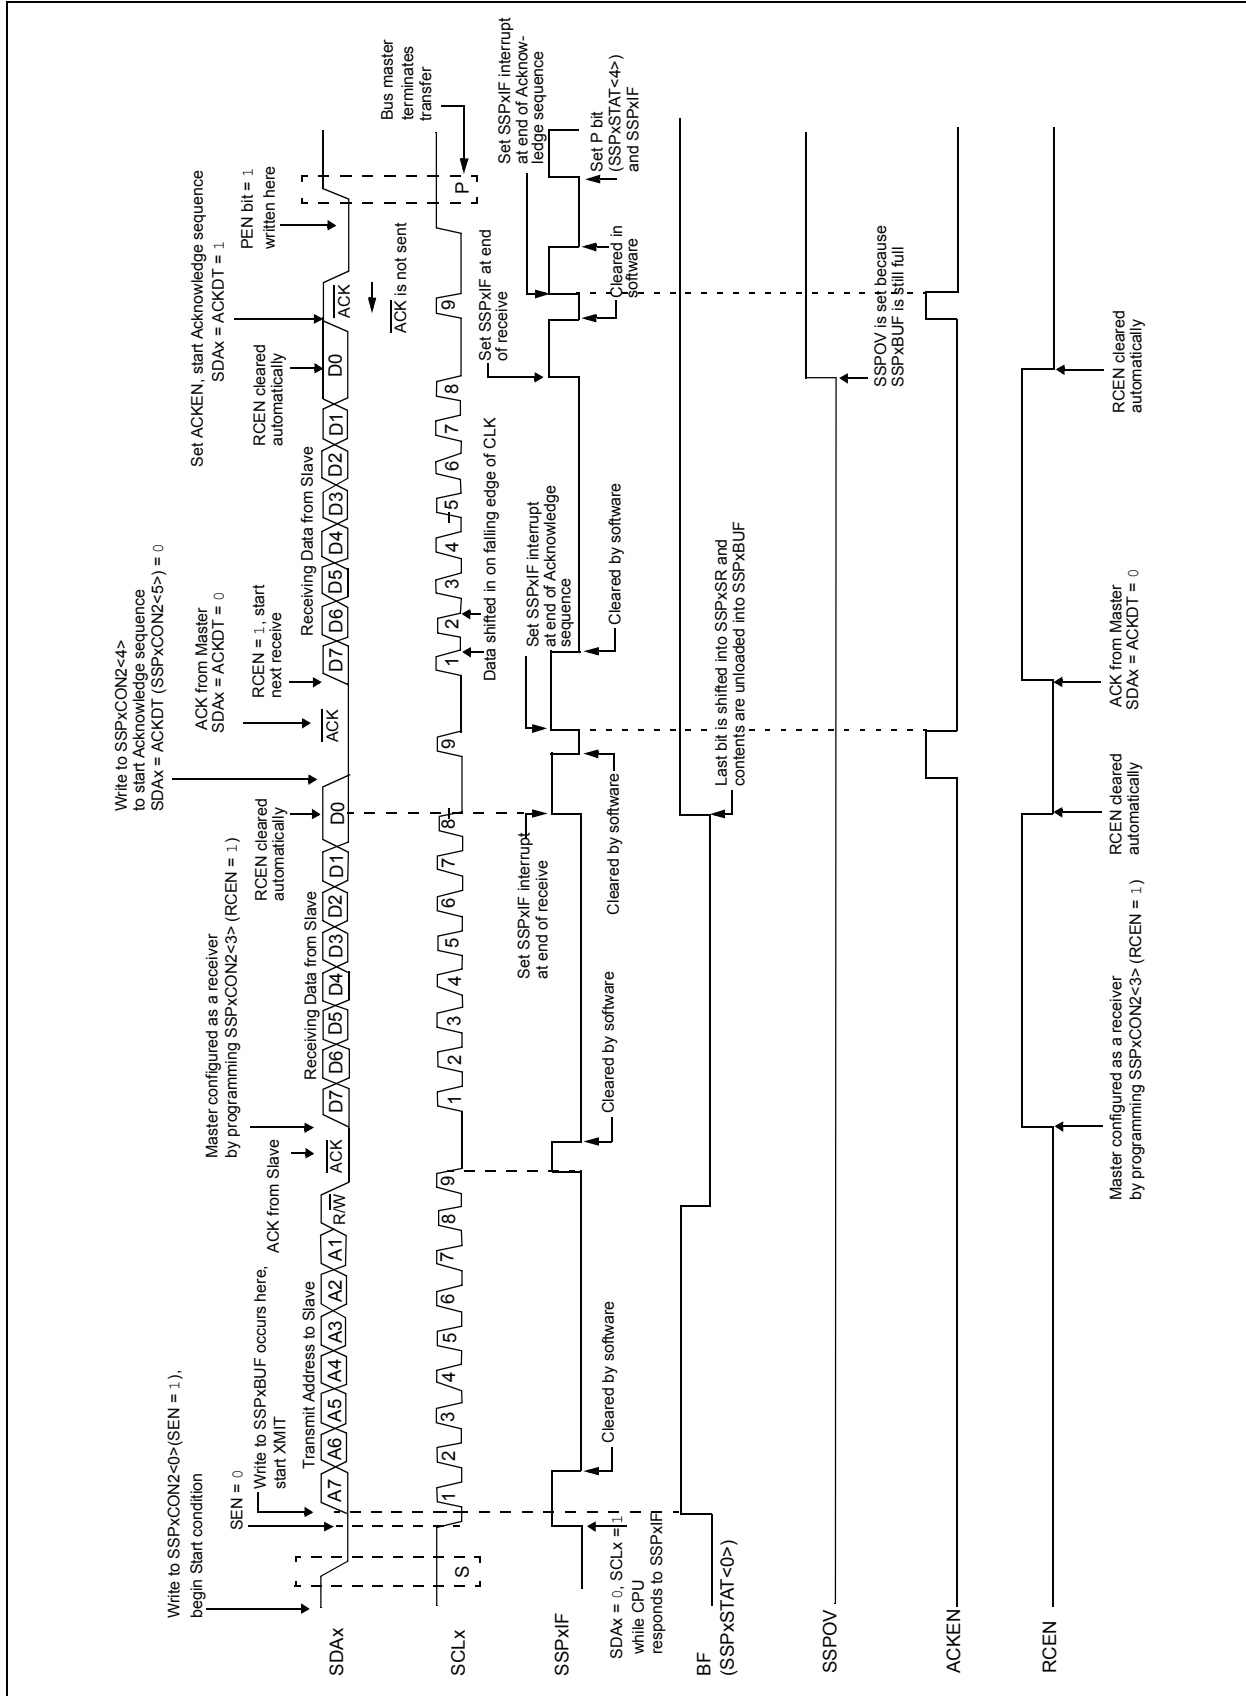 Write to SSPxCON2<0>(SEN = 1),
begin Start condition
SEN = 0
Write to SSPxBUF occurs here,
start XMIT
ACK from Slave
Master configured as a receiver
by programming SSPxCON2<3> (RCEN = 1)
RCEN cleared
automatically
Write to SSPxCON2<4>
to start Acknowledge sequence
SDAx = ACKDT (SSPxCON2<5>) = 0
ACK from Master
SDAx = ACKDT = 0
RCEN = 1, start
next receive
RCEN cleared
automatically
Set ACKEN, start Acknowledge sequence
SDAx = ACKDT = 1
PEN bit = 1
written here
Transmit Address to Slave
Receiving Data from Slave
Receiving Data from Slave
SDAx
A7 A6 A5 A4 A3 A2 A1 R/W ACK D7 D6 D5 D4 D3 D2 D1 D0 ACK D7 D6 D5 D4 D3 D2 D1 D0 ACK
ACK is not sent
Bus master
terminates
transfer
SCLx
S 1 2 3 4 5 6 7 8 9 1 2 3 4 5 6 7 8 9 1 2 3 4 5 6 7 8 9 P
Data shifted in on falling edge of CLK
Set SSPxIF interrupt
at end of receive
Set SSPxIF interrupt
at end of Acknowledge
sequence
Set SSPxIF at end
of receive
Set SSPxIF interrupt
at end of Acknow-
ledge sequence
SSPxIF
SDAx = 0, SCLx = 1
while CPU
responds to SSPxIF
Cleared by software
Cleared by software
Cleared by software
Cleared by software
Cleared in
software
Set P bit
(SSPxSTAT<4>)
and SSPxIF
BF
(SSPxSTAT<0>)
Last bit is shifted into SSPxSR and
contents are unloaded into SSPxBUF
SSPOV
SSPOV is set because
SSPxBUF is still full
ACKEN
RCEN
Master configured as a receiver
by programming SSPxCON2<3> (RCEN = 1)
RCEN cleared
automatically
ACK from Master
SDAx = ACKDT = 0
RCEN cleared
automatically